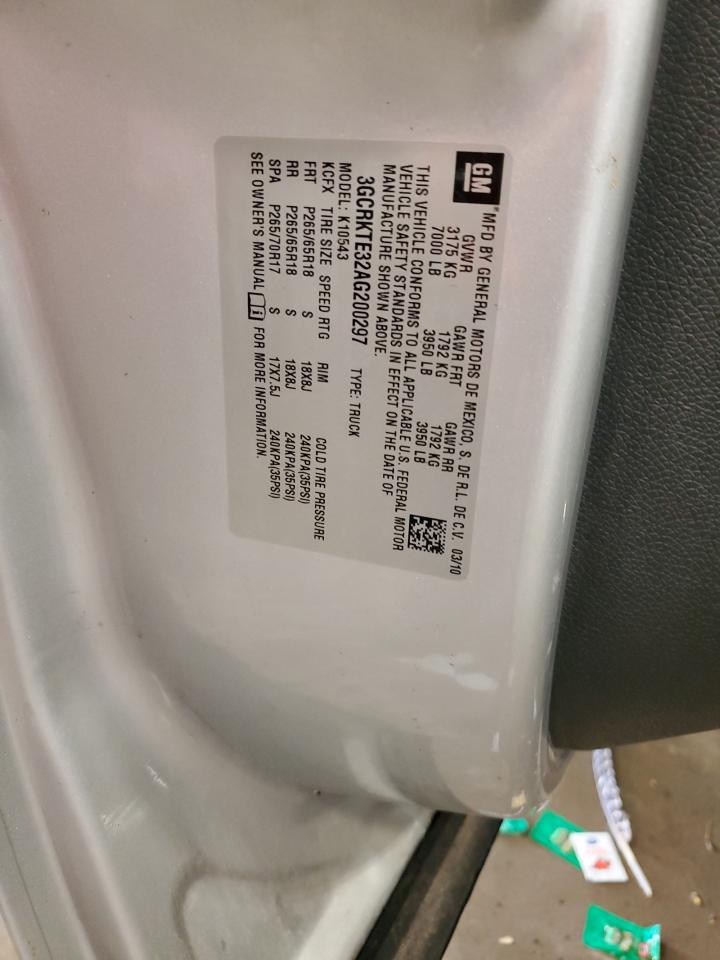 GM MFD BY GENERAL MOTORS DE MEXICO, S. DE R.L. DE C.V. 03/10
GVWR GAWR FRT GAWR RR
3175 KG 1792 KG 1792 KG
7000 LB 3950 LB 3950 LB
THIS VEHICLE CONFORMS TO ALL APPLICABLE U.S. FEDERAL MOTOR
VEHICLE SAFETY STANDARDS IN EFFECT ON THE DATE OF
MANUFACTURE SHOWN ABOVE.
3GCRKTE32AG200297 TYPE: TRUCK
MODEL: K10543
KCFX TIRE SIZE SPEED RTG RIM COLD TIRE PRESSURE
FRT P265/65R18 S 18X8J 240KPA(35PSI)
RR P265/65R18 S 18X8J 240KPA(35PSI)
SPA P265/70R17 S 17X7.5J 240KPA(35PSI)
SEE OWNER'S MANUAL FOR MORE INFORMATION.